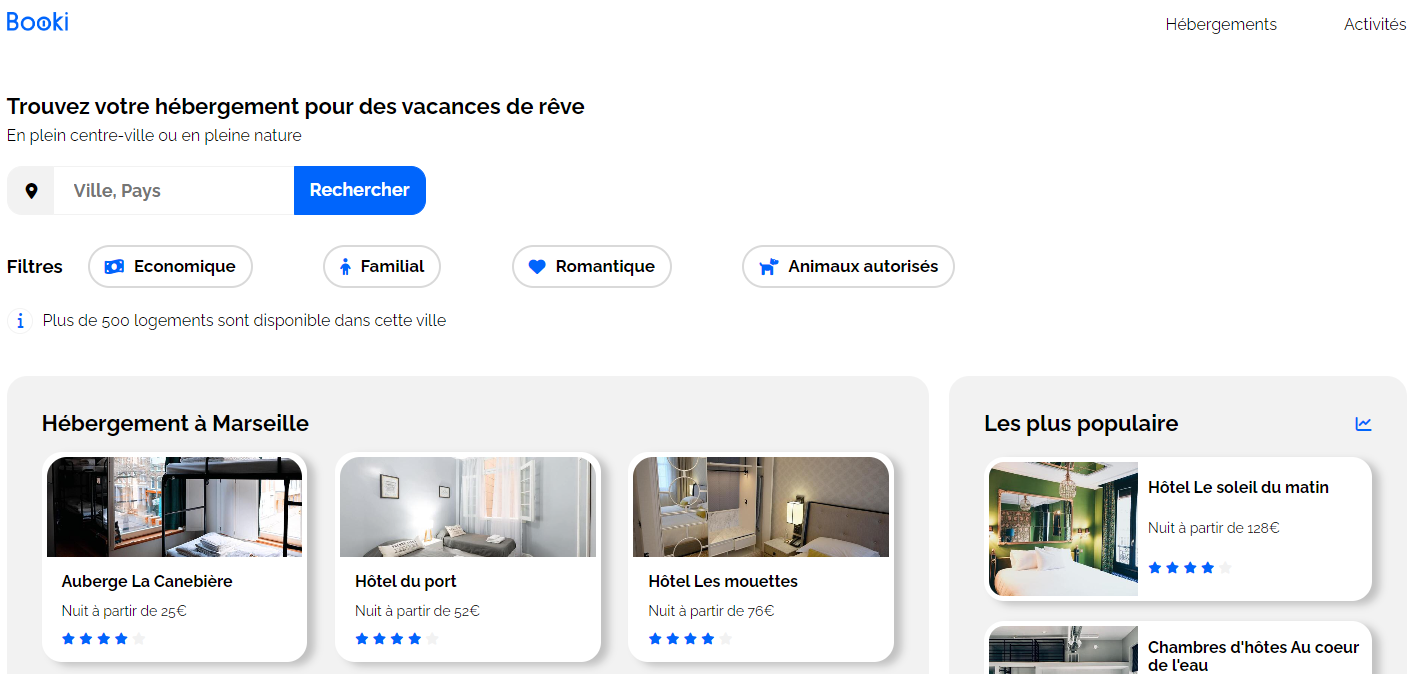 Booki
Hébergements
Activités
Trouvez votre hébergement pour des vacances de rêve
En plein centre-ville ou en pleine nature
Ville, Pays
Rechercher
Filtres
Economique
Familial
Romantique
Animaux autorisés
Plus de 500 logements sont disponible dans cette ville
Hébergement à Marseille
Auberge La Canebière
Nuit à partir de 25€
Hôtel du port
Nuit à partir de 52€
Hôtel Les mouettes
Nuit à partir de 76€
Les plus populaire
Hôtel Le soleil du matin
Nuit à partir de 128€
Chambres d'hôtes Au coeur
de l'eau